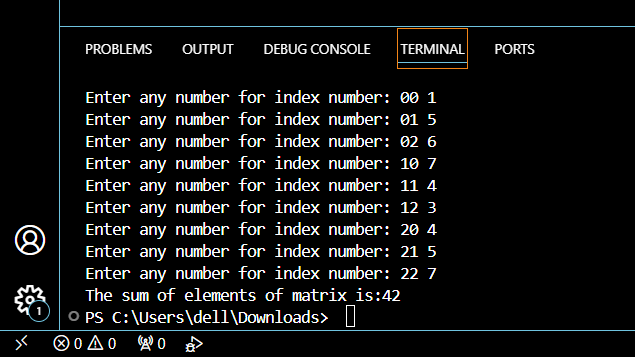 PROBLEMS OUTPUT DEBUG CONSOLE TERMINAL PORTS
Enter any number for index number: 00 1
Enter any number for index number: 01 5
Enter any number for index number: 02 6
Enter any number for index number: 10 7
Enter any number for index number: 11 4
Enter any number for index number: 12 3
Enter any number for index number: 20 4
Enter any number for index number: 21 5
Enter any number for index number: 22 7
The sum of elements of matrix is:42
PS C:\Users\dell\Downloads>
1
0 0 0